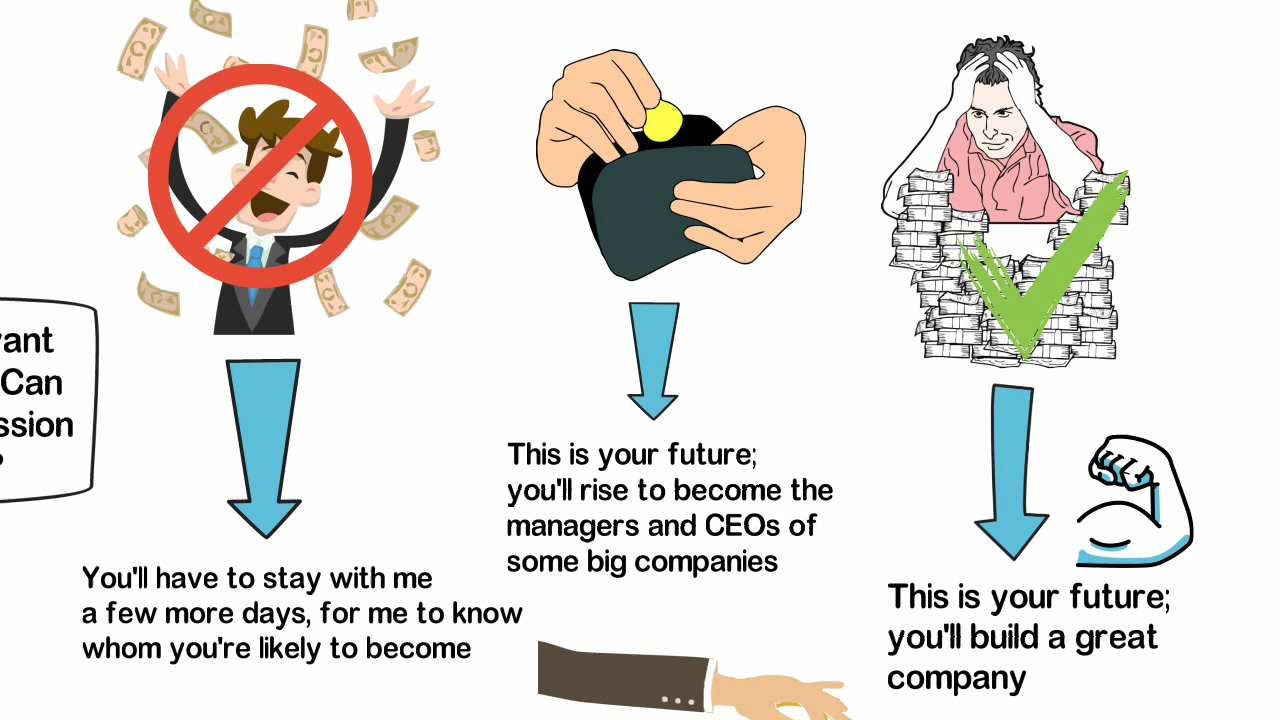 Can
You'll have to stay with me
a few more days, for me to know
whom you're likely to become
This is your future;
you'll rise to become the
managers and CEOs of
some big companies
This is your future;
you'll build a great
company